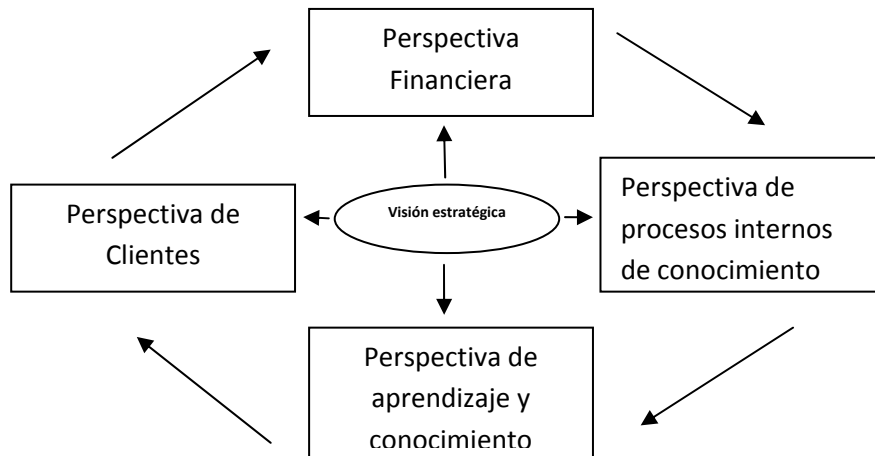 Perspectiva
Financiera
Perspectiva de
Clientes
Visión estratégica
Perspectiva de
procesos internos
de conocimiento
Perspectiva de
aprendizaje y
conocimiento